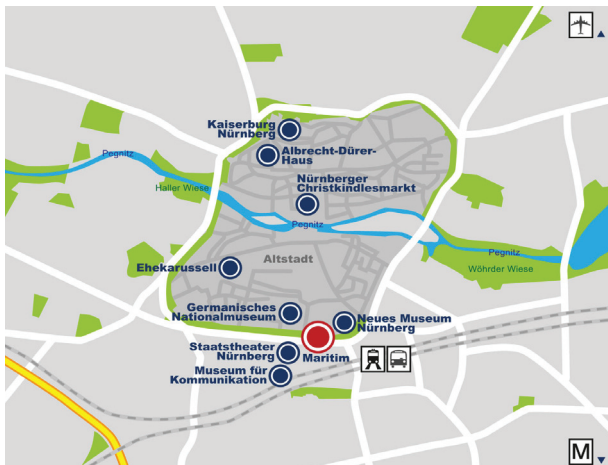 Kaiserburg
Nürnberg
Albrecht-Dürer-
Haus
Pegnitz
Haller Wiese
Nürnberger
Christkindlesmarkt
Pegnitz
Pegnitz
Wöhrder Wiese
Altstadt
Ehekarussell
Germanisches
Nationalmuseum
Neues Museum
Nürnberg
Staatstheater
Nürnberg
Maritim
Museum für
Kommunikation
M